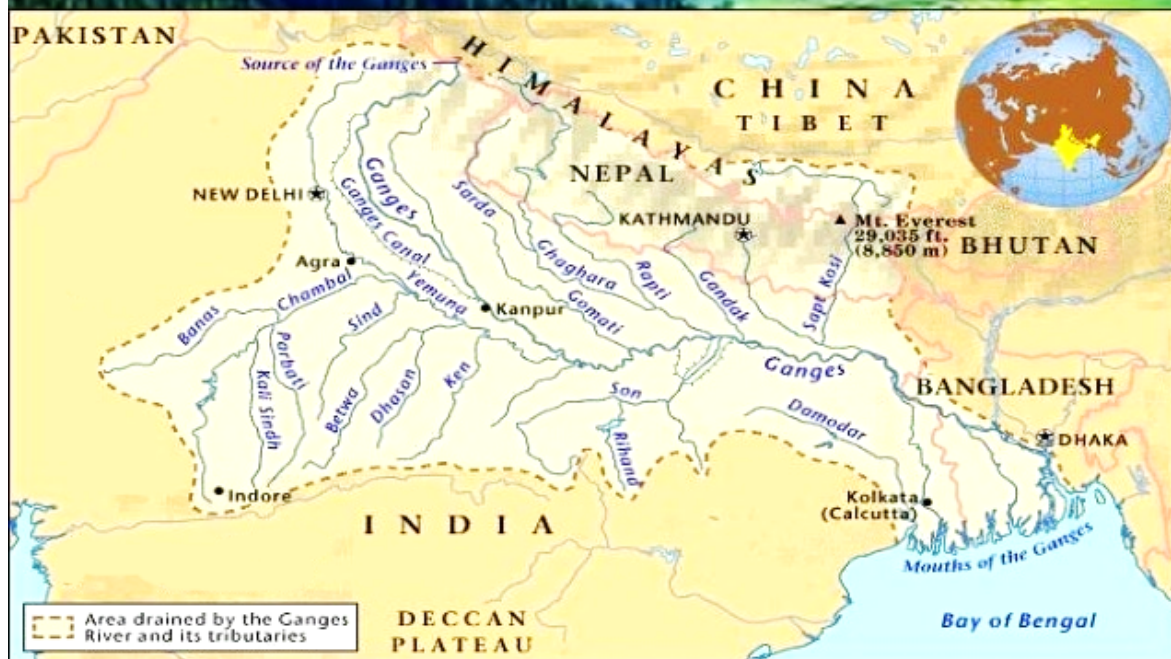 PAKISTAN
Source of the Ganges
HIMALAYAS
CHINA
TIBET
NEPAL
NEW DELHI
Ganges
Ganges Canal
Sarda
KATHMANDU
Mt. Everest
29,035 ft.
(8,850 m)
BHUTAN
Agra
Ghaghara
Rapti
Gandak
Sapt Kosi
Chambal
Yemuna
Kanpur
Gomati
Banas
Sind
Parbati
Kali Sindh
Betwa
Dhasan
Ken
Son
Rihand
Ganges
Damodar
BANGLADESH
DHAKA
Indore
Kolkata
(Calcutta)
INDIA
Mouths of the Ganges
Area drained by the Ganges
River and its tributaries
DECCAN
PLATEAU
Bay of Bengal